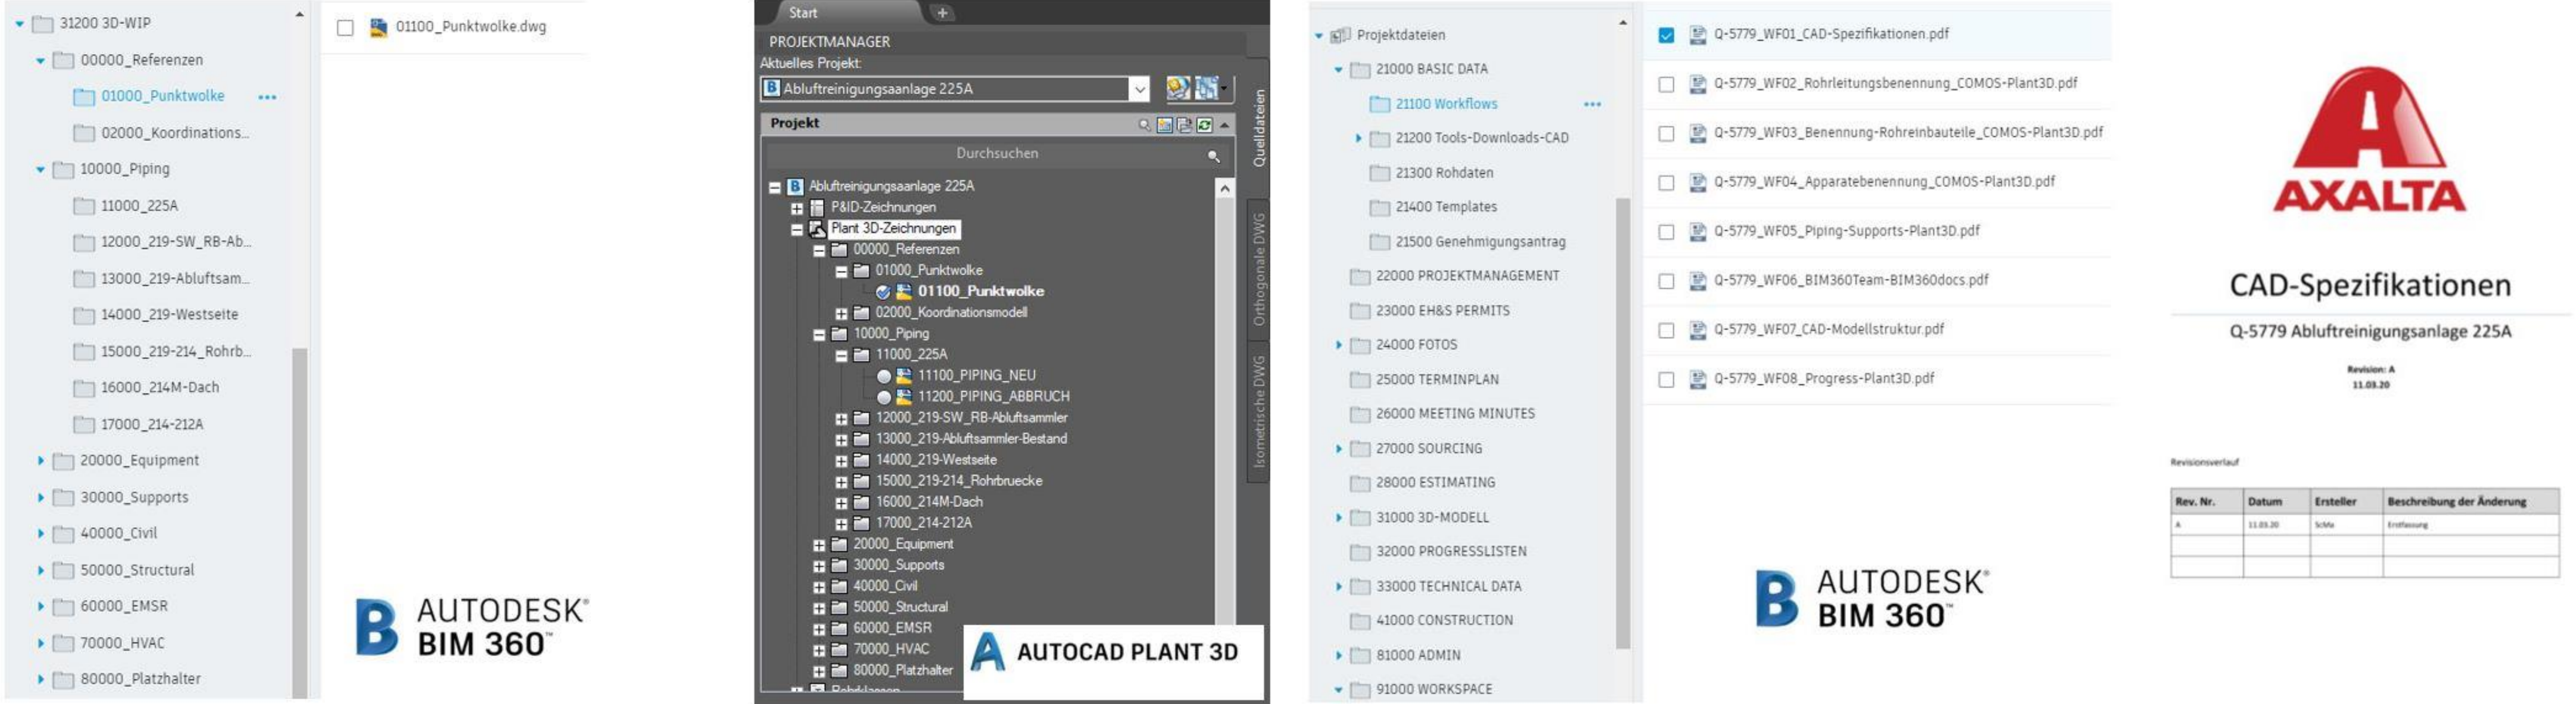 31200 3D-WIP
00000_Referenzen
01000_Punktwolke
02000_Koordinations...
10000_Piping
11000_225A
12000_219-SW_RB-Ab...
13000_219-Abluftsam...
14000_219-Westseite
15000_219-214_Rohrb...
16000_214M-Dach
17000_214-212A
20000_Equipment
30000_Supports
40000_Civil
50000_Structural
60000_EMSR
70000_HVAC
80000_Platzhalter
01100_Punktwolke.dwg
AUTODESK®
BIM 360™
Start
PROJEKTMANAGER
Aktuelles Projekt:
Abluftreinigungsaanlage 225A
Projekt
Durchsuchen
Abluftreinigungsaanlage 225A
P&ID-Zeichnungen
Plant 3D-Zeichnungen
00000_Referenzen
01000_Punktwolke
01100_Punktwolke
02000_Koordinationsmodell
10000_Piping
11000_225A
11100_PIPING_NEU
11200_PIPING_ABBRUCH
12000_219-SW_RB-Abluftsammler
13000_219-Abluftsammler-Bestand
14000_219-Westseite
15000_219-214_Rohrbruecke
16000_214M-Dach
17000_214-212A
20000_Equipment
30000_Supports
40000_Civil
50000_Structural
60000_EMSR
70000_HVAC
80000_Platzhalter
Rohrklassen
Quelldateien
Orthogonale DWG
Isometrische DWG
AUTOCAD PLANT 3D
Projektdateien
21000 BASIC DATA
21100 Workflows
21200 Tools-Downloads-CAD
21300 Rohdaten
21400 Templates
21500 Genehmigungsantrag
22000 PROJEKTMANAGEMENT
23000 EH&S PERMITS
24000 FOTOS
25000 TERMINPLAN
26000 MEETING MINUTES
27000 SOURCING
28000 ESTIMATING
31000 3D-MODELL
32000 PROGRESSLISTEN
33000 TECHNICAL DATA
41000 CONSTRUCTION
81000 ADMIN
91000 WORKSPACE
Q-5779_WF01_CAD-Spezifikationen.pdf
Q-5779_WF02_Rohrleitungsbenennung_COMOS-Plant3D.pdf
Q-5779_WF03_Benennung-Rohreinbauteile_COMOS-Plant3D.pdf
Q-5779_WF04_Apparatebenennung_COMOS-Plant3D.pdf
Q-5779_WF05_Piping-Supports-Plant3D.pdf
Q-5779_WF06_BIM360Team-BIM360docs.pdf
Q-5779_WF07_CAD-Modellstruktur.pdf
Q-5779_WF08_Progress-Plant3D.pdf
AUTODESK®
BIM 360™
AXALTA
CAD-Spezifikationen
Q-5779 Abluftreinigungsanlage 225A
Revision: A
11.03.20
Revisionsverlauf
Rev. Nr. Datum Ersteller Beschreibung der Änderung
A 11.03.20 ScMa Erstfassung